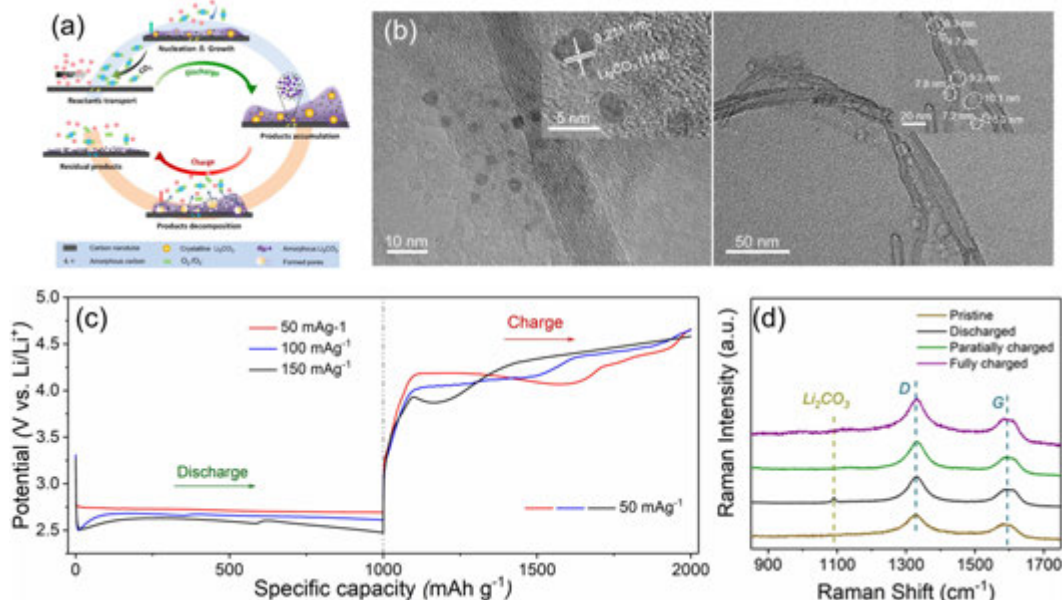 (a)
Nucleation & Growth
CO₂
Discharge
Reactants transport
Products accumulation
Charge
Residual products
Products decomposition
Carbon nanotube
Crystalline Li₂CO₃
Amorphous Li₂CO₃
Amorphous carbon
O₂
Formed pores
(b)
0.211 nm
Li₂CO₃ (112)
5 nm
10 nm
7.8 nm
9.2 nm
10.1 nm
7.2 nm
20 nm
50 nm
(c)
Potential (V vs. Li/Li⁺)
5.0
4.5
4.0
3.5
3.0
2.5
50 mAg-1
100 mAg⁻¹
150 mAg⁻¹
Charge
Discharge
50 mAg⁻¹
0
500
1000
1500
2000
Specific capacity (mAh g⁻¹)
(d)
Raman Intensity (a.u.)
Pristine
Discharged
Paratially charged
Fully charged
Li₂CO₃
D
G
900
1100
1300
1500
1700
Raman Shift (cm⁻¹)